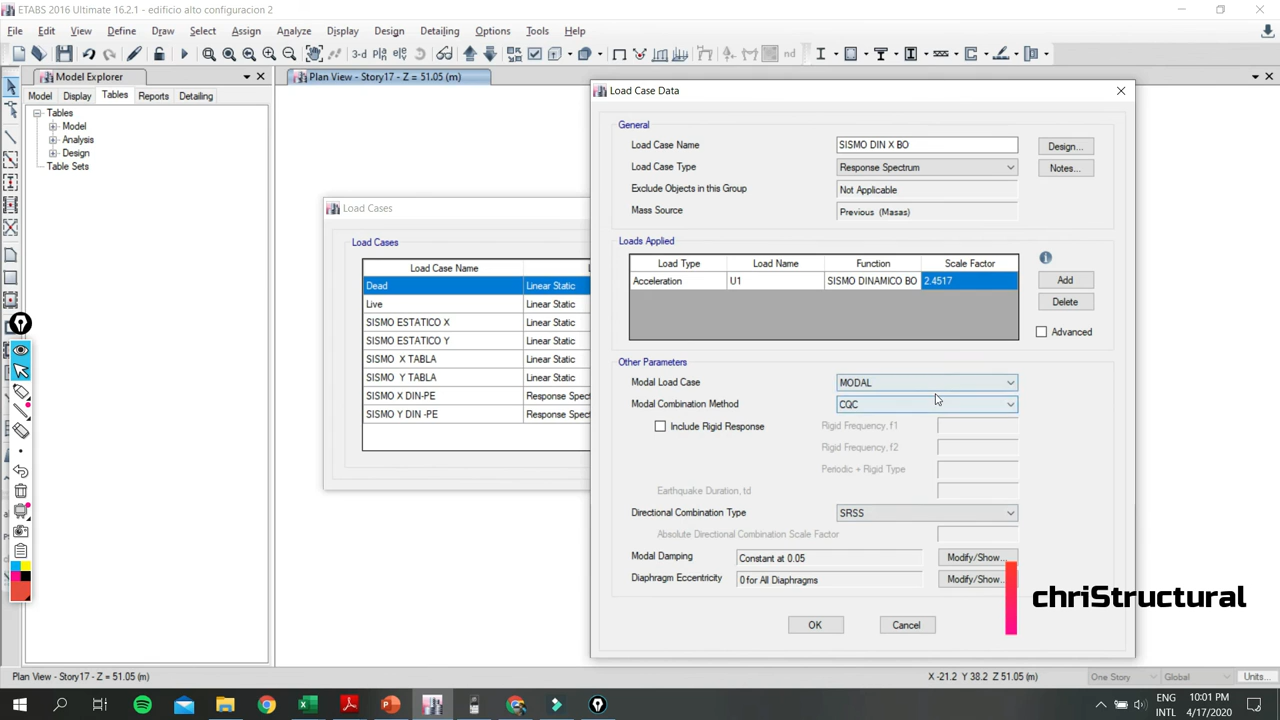 ETABS 2016 Ultimate 16.2.1 - edificio alto configuracion 2
File Edit View Define Draw Select Assign Analyze Display Design Detailing Options Tools Help
3-d pla ele nd
Model Explorer
Plan View - Story17 - Z = 51.05 (m)
Model Display Tables Reports Detailing
Tables
Model
Analysis
Design
Table Sets
Load Cases
Load Cases
Load Case Name
Dead Linear Static
Live Linear Static
SISMO ESTATICO X Linear Static
SISMO ESTATICO Y Linear Static
SISMO X TABLA Linear Static
SISMO Y TABLA Linear Static
SISMO X DIN-PE Response Spectr
SISMO Y DIN -PE Response Spectr
Load Case Data
General
Load Case Name SISMO DIN X BO Design...
Load Case Type Response Spectrum Notes...
Exclude Objects in this Group Not Applicable
Mass Source Previous (Masas)
Loads Applied
Load Type Load Name Function Scale Factor
Acceleration U1 SISMO DINAMICO BO 2.4517
Add
Delete
Advanced
Other Parameters
Modal Load Case MODAL
Modal Combination Method CQC
Include Rigid Response Rigid Frequency, f1
Rigid Frequency, f2
Periodic + Rigid Type
Earthquake Duration, td
Directional Combination Type SRSS
Absolute Directional Combination Scale Factor
Modal Damping Constant at 0.05 Modify/Show...
Diaphragm Eccentricity 0 for All Diaphragms Modify/Show...
OK Cancel
chriStructural
Plan View - Story17 - Z = 51.05 (m) X -21.2 Y 38.2 Z 51.05 (m) One Story Global Units...
ENG 10:01 PM
INTL 4/17/2020